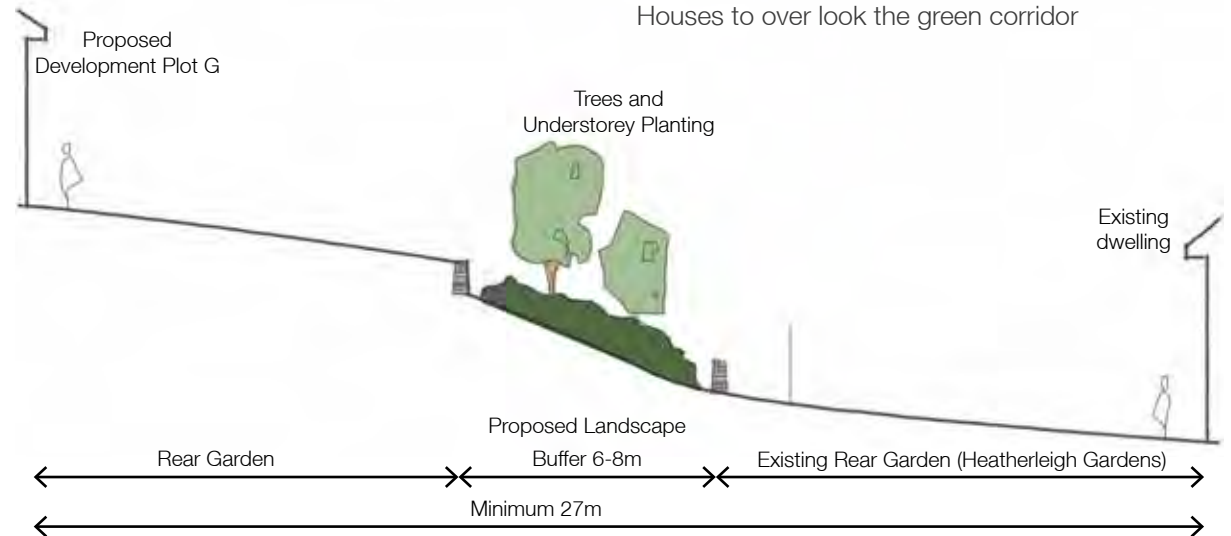 Houses to over look the green corridor
Proposed
Development Plot G
Trees and
Understorey Planting
Existing
dwelling
Proposed Landscape
Buffer 6-8m
Rear Garden
Existing Rear Garden (Heatherleigh Gardens)
Minimum 27m